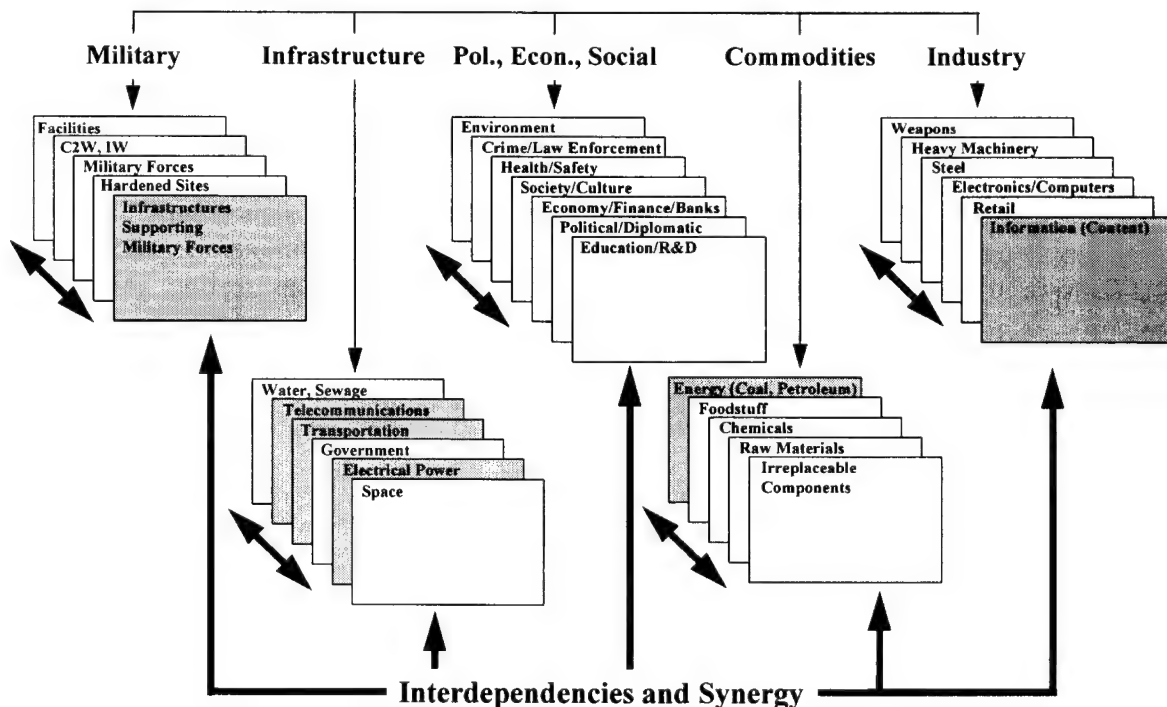 Military
Infrastructure
Pol., Econ., Social
Commodities
Industry
Facilities
C2W, IW
Military Forces
Hardened Sites
Infrastructures
Supporting
Military Forces
Environment
Crime/Law Enforcement
Health/Safety
Society/Culture
Economy/Finance/Banks
Political/Diplomatic
Education/R&D
Weapons
Heavy Machinery
Steel
Electronics/Computers
Retail
Information (Content)
Water, Sewage
Telecommunications
Transportation
Government
Electrical Power
Space
Energy (Coal, Petroleum)
Foodstuff
Chemicals
Raw Materials
Irreplaceable
Components
Interdependencies and Synergy